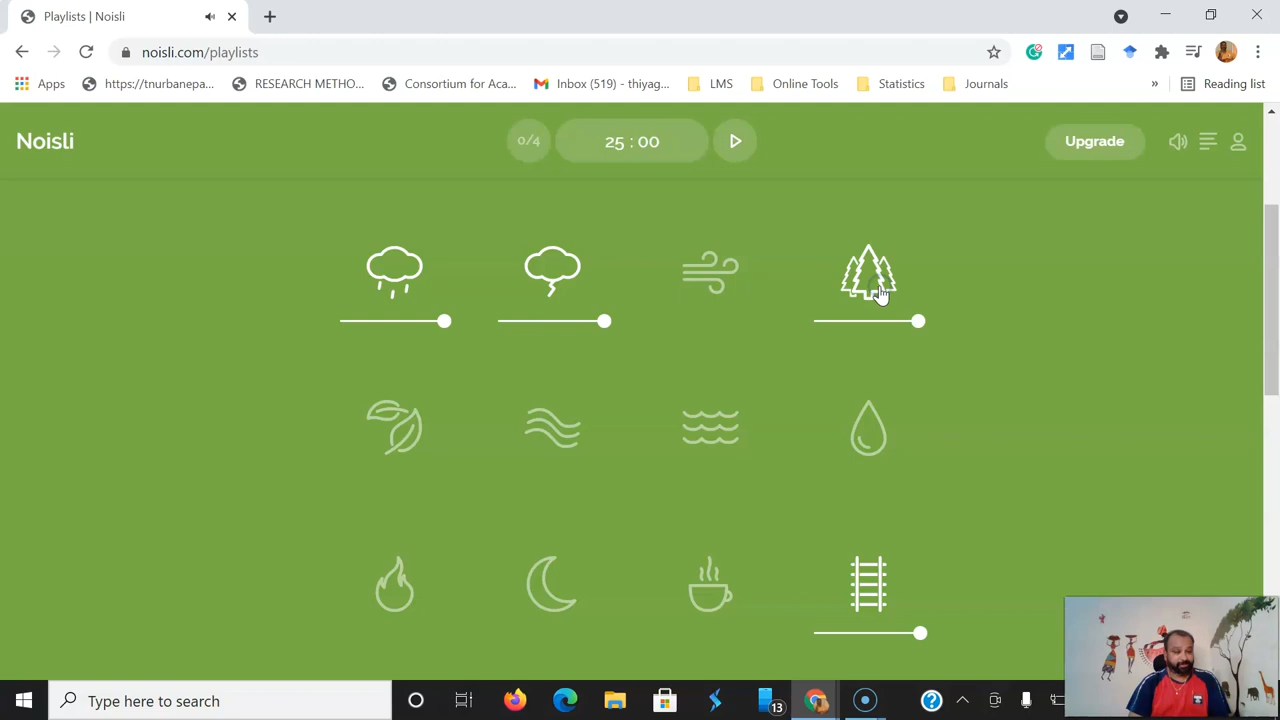 Playlists | Noisli
noisli.com/playlists
Apps
https://tnurbanepa...
RESEARCH METHO...
Consortium for Aca...
Inbox (519) - thiyag...
LMS
Online Tools
Statistics
Journals
»
Reading list
Noisli
0/4
25 : 00
Upgrade
Type here to search
13